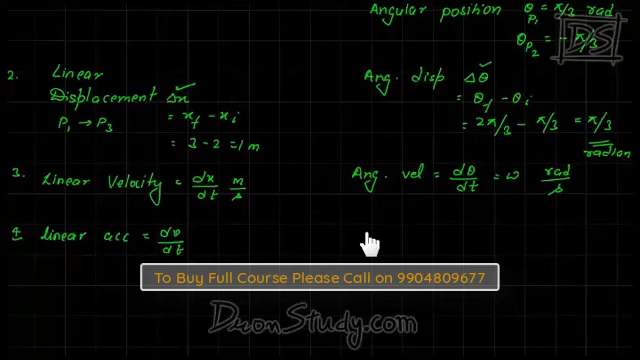 Angular position θP1 = π/3 rad
θP2 = - π/3
DS
2. Linear
Displacement Δx
P1 → P3 = xf - xi
= 3 - 2 = 1 m
Ang. disp Δθ
= θf - θi
= 2π/3 - π/3 = π/3
radian
3. Linear Velocity = dx/dt m/s
Ang. vel = dθ/dt = ω rad/s
4 linear acc = dv/dt
To Buy Full Course Please Call on 9904809677
DronStudy.com